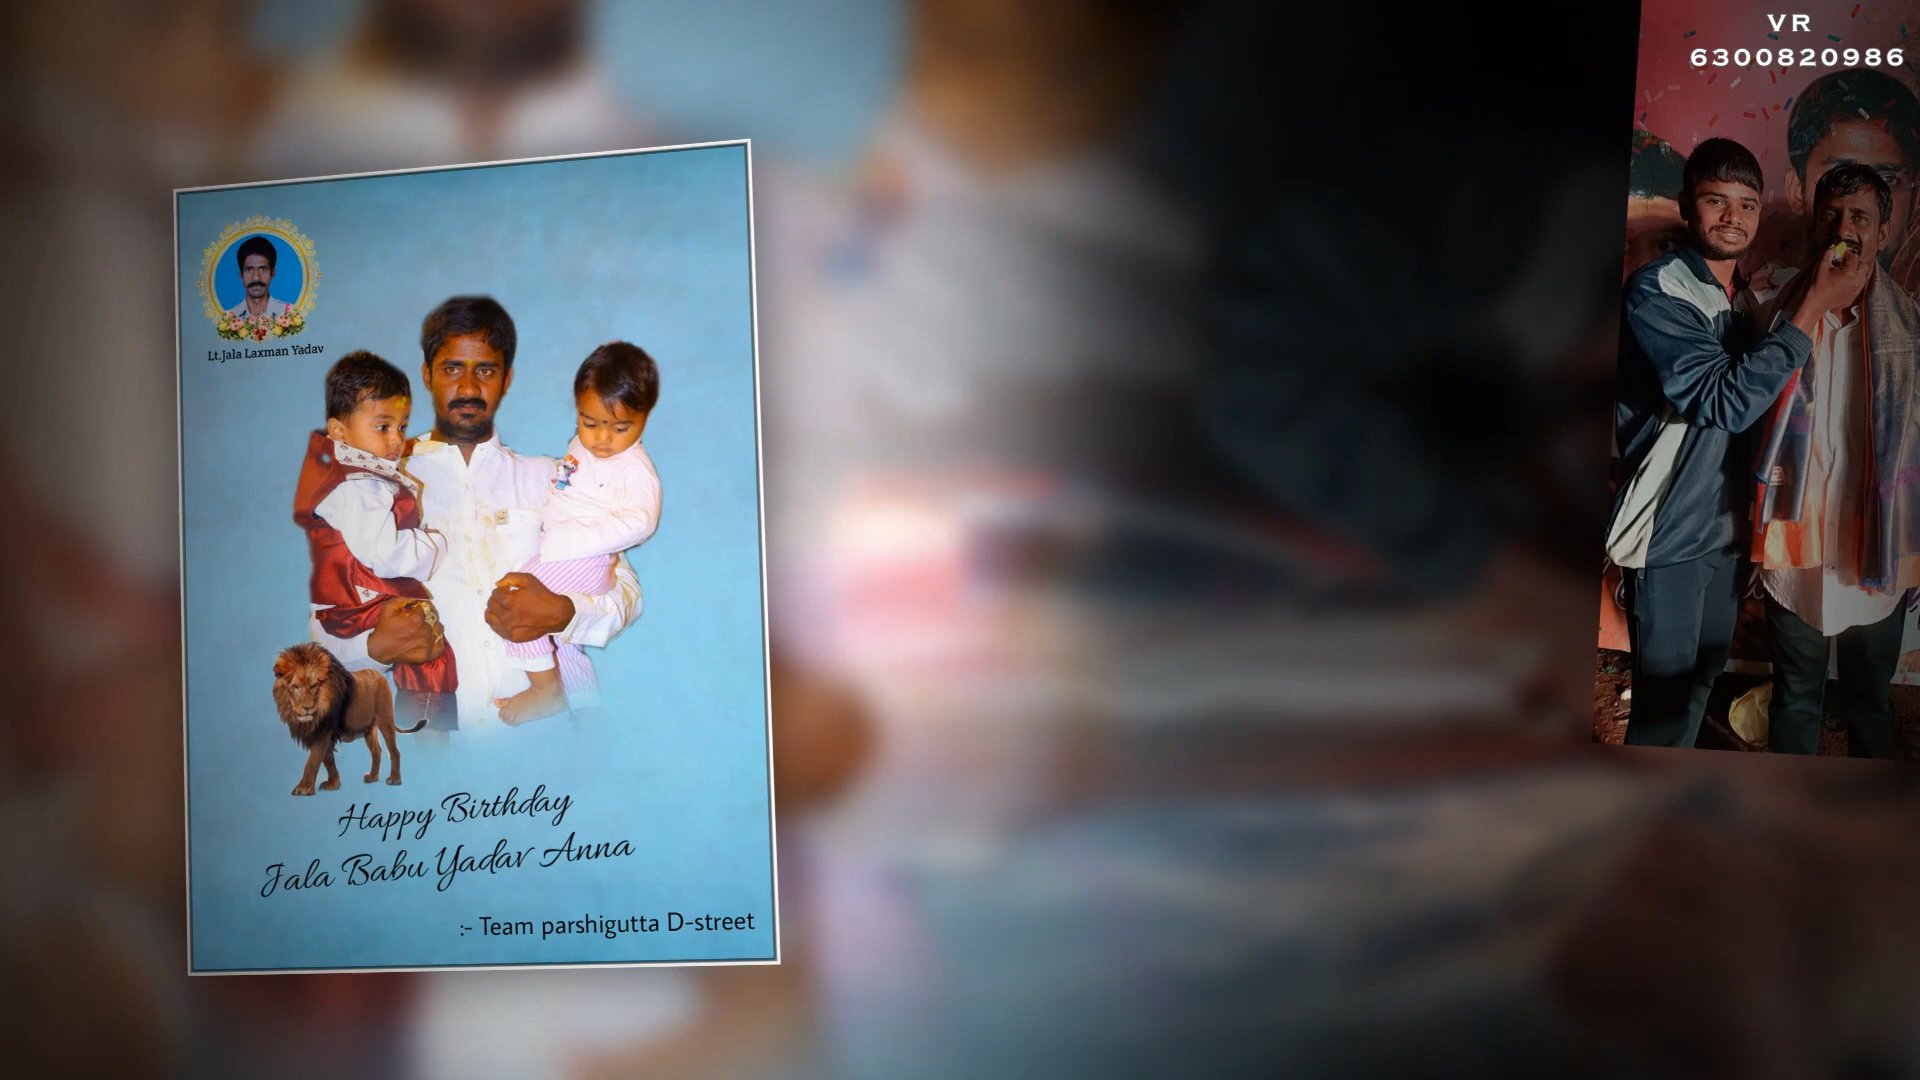 VR
6300820986
Lt.Jala Laxman Yadav
Happy Birthday
Jala Babu Yadav Anna
:- Team parshigutta D-street